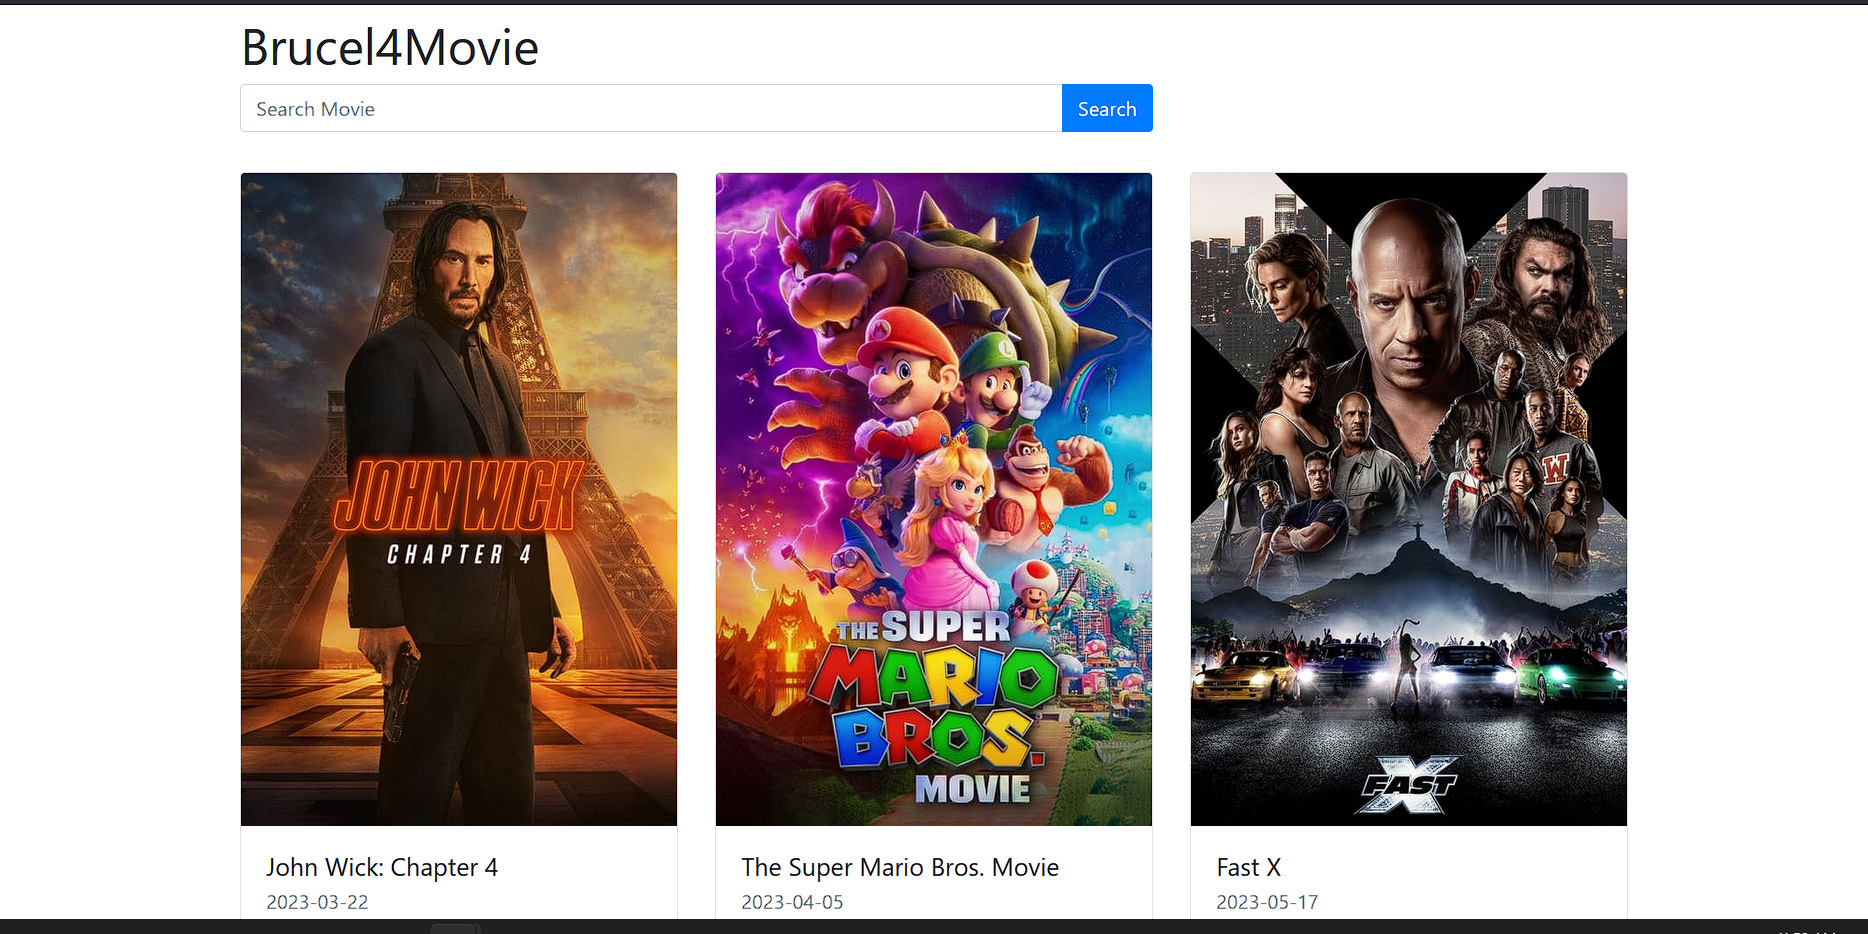 Brucel4Movie
Search Movie
Search
JOHN WICK
CHAPTER 4
THE SUPER
MARIO
BROS.
MOVIE
W
FAST X
John Wick: Chapter 4
The Super Mario Bros. Movie
Fast X
2023-03-22
2023-04-05
2023-05-17